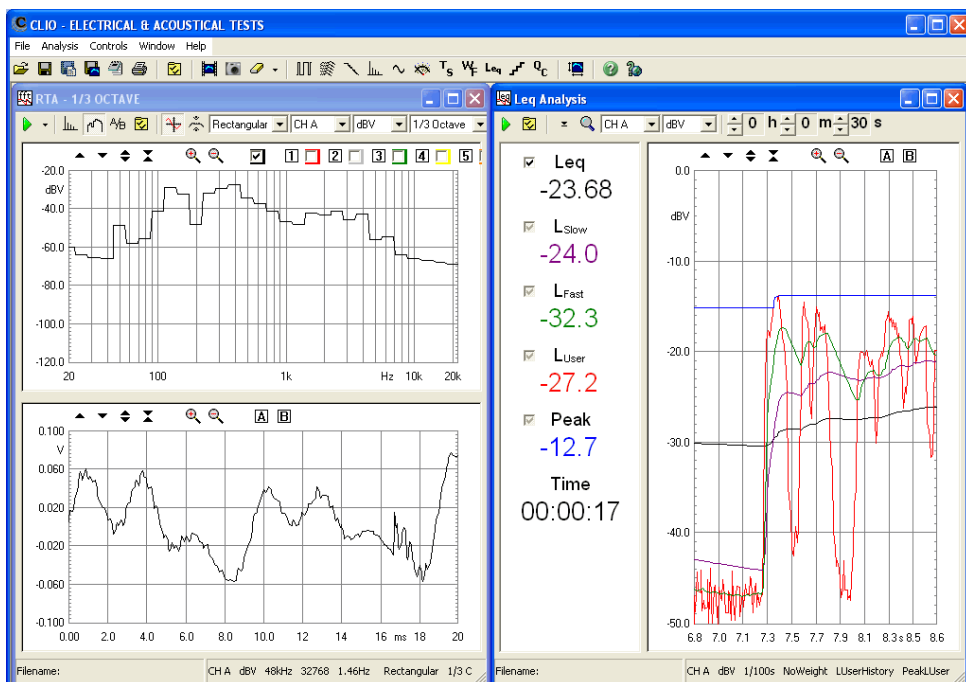 CLIO - ELECTRICAL & ACOUSTICAL TESTS
File Analysis Controls Window Help
T S W F Leq Q C
RTA - 1/3 OCTAVE
A/B Rectangular CH A dBV 1/3 Octave
1 2 3 4 5
-20.0
dBV
-40.0
-60.0
-80.0
-100.0
-120.0
20 100 1k Hz 10k 20k
A B
0.100
V
0.060
0.020
-0.020
-0.060
-0.100
0.00 2.0 4.0 6.0 8.0 10.0 12.0 14 16 ms 18 20
Filename: CH A dBV 48kHz 32768 1.46Hz Rectangular 1/3 C
Leq Analysis
CH A dBV 0 h 0 m 30 s
Leq
-23.68
LSlow
-24.0
LFast
-32.3
LUser
-27.2
Peak
-12.7
Time
00:00:17
A B
0.0
dBV
-10.0
-20.0
-30.0
-40.0
-50.0
6.8 7.0 7.1 7.3 7.5 7.7 7.9 8.1 8.3 s 8.5 8.6
Filename: CH A dBV 1/100s NoWeight LUserHistory PeakLUser